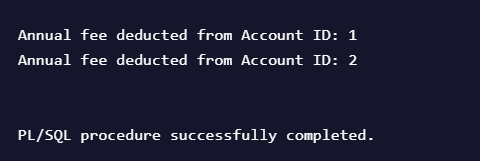 Annual fee deducted from Account ID: 1
Annual fee deducted from Account ID: 2
PL/SQL procedure successfully completed.